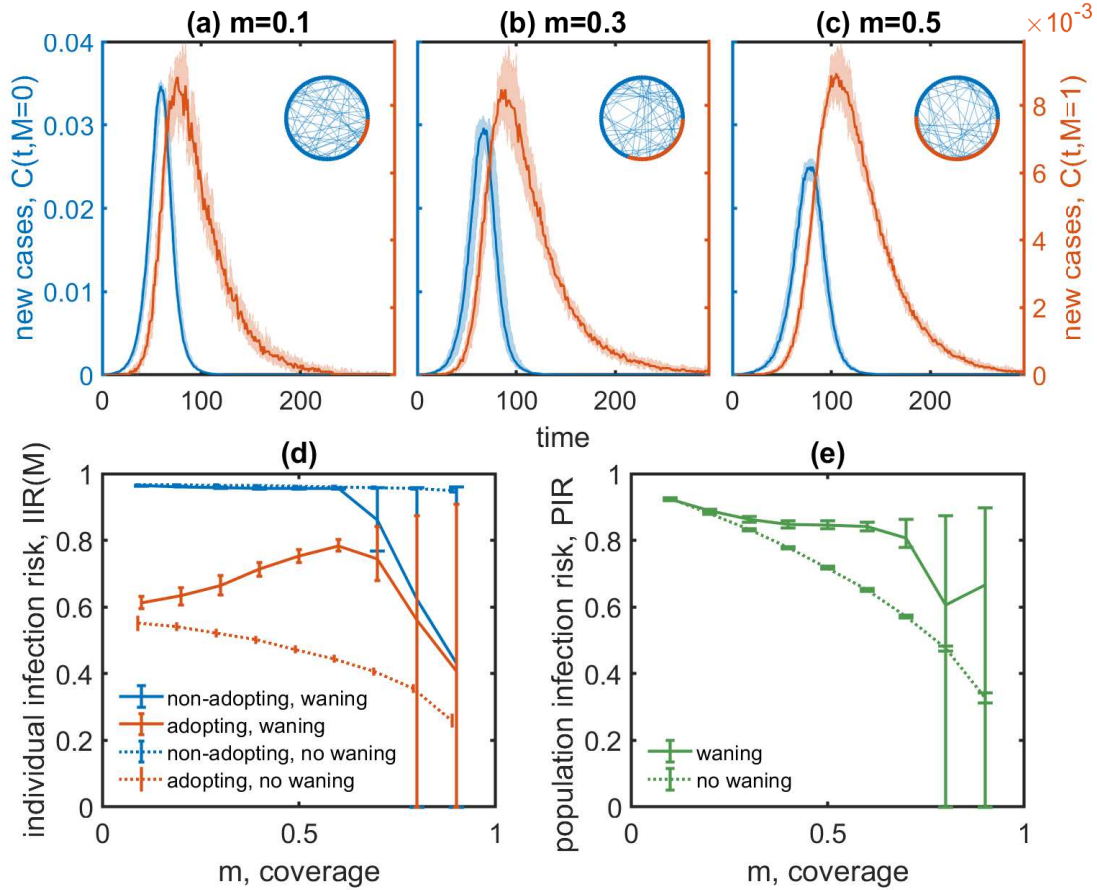 (a) m=0.1
(b) m=0.3
(c) m=0.5
×10⁻³
new cases, C(t,M=0)
0.04
0.03
0.02
0.01
0
0 100 200
0 100 200
0 100 200
8
6
4
2
0
new cases, C(t,M=1)
time
(d)
individual infection risk, IIR(M)
1
0.8
0.6
0.4
0.2
0
non-adopting, waning
adopting, waning
non-adopting, no waning
adopting, no waning
0 0.5 1
m, coverage
(e)
population infection risk, PIR
1
0.8
0.6
0.4
0.2
0
waning
no waning
0 0.5 1
m, coverage